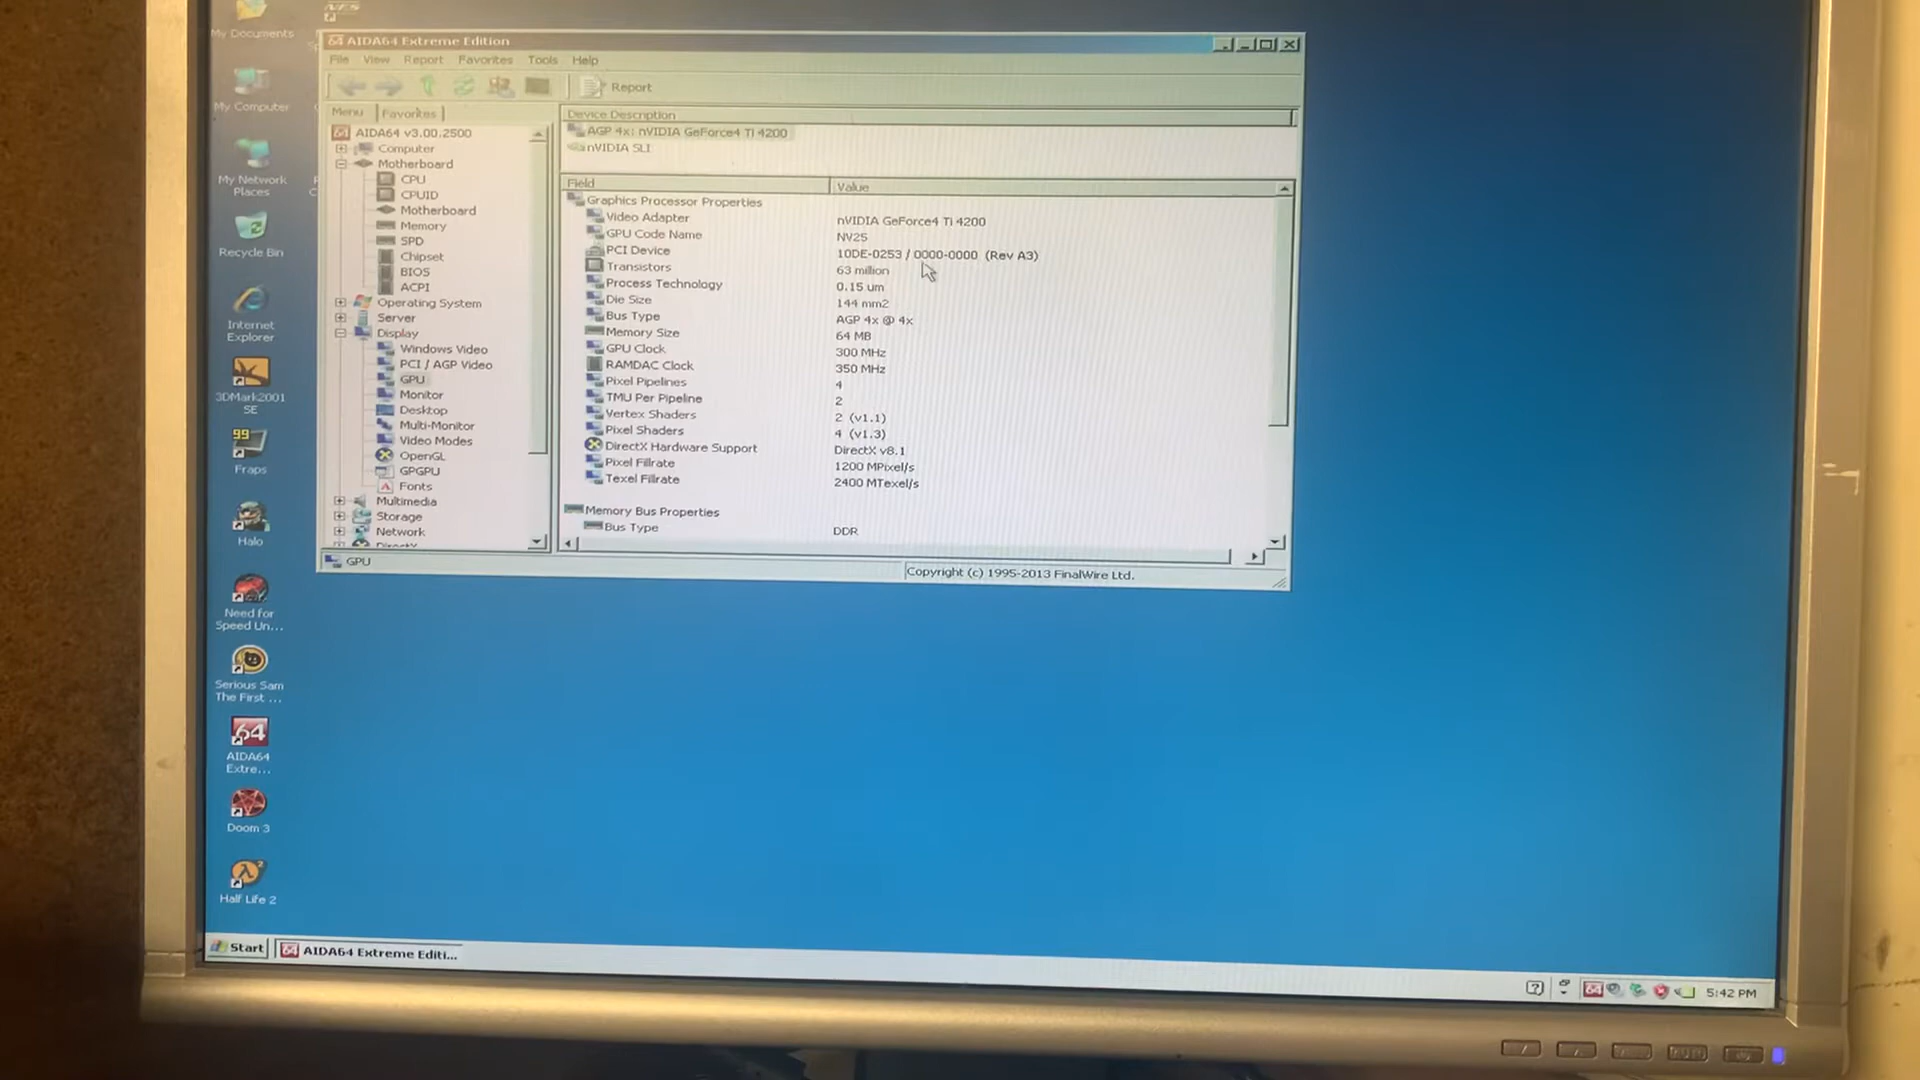 My Documents
My Computer
My Network
Places
Recycle Bin
Internet
Explorer
3DMark2001
SE
99
Fraps
Halo
Need for
Speed Un...
Serious Sam
The First ...
64
AIDA64
Extre...
Doom 3
Half Life 2
64 AIDA64 Extreme Edition
File View Report Favorites Tools Help
Report
Menu Favorites
64 AIDA64 v3.00.2500
Computer
Motherboard
CPU
CPUID
Motherboard
Memory
SPD
Chipset
BIOS
ACPI
Operating System
Server
Display
Windows Video
PCI / AGP Video
GPU
Monitor
Desktop
Multi-Monitor
Video Modes
OpenGL
GPGPU
Fonts
Multimedia
Storage
Network
DirectX
Device Description
AGP 4x: nVIDIA GeForce4 Ti 4200
nVIDIA SLI
Field Value
Graphics Processor Properties
Video Adapter nVIDIA GeForce4 Ti 4200
GPU Code Name NV25
PCI Device 10DE-0253 / 0000-0000 (Rev A3)
Transistors 63 million
Process Technology 0.15 um
Die Size 144 mm2
Bus Type AGP 4x @ 4x
Memory Size 64 MB
GPU Clock 300 MHz
RAMDAC Clock 350 MHz
Pixel Pipelines 4
TMU Per Pipeline 2
Vertex Shaders 2 (v1.1)
Pixel Shaders 4 (v1.3)
DirectX Hardware Support DirectX v8.1
Pixel Fillrate 1200 MPixel/s
Texel Fillrate 2400 MTexel/s
Memory Bus Properties
Bus Type DDR
GPU
Copyright (c) 1995-2013 FinalWire Ltd.
Start
64 AIDA64 Extreme Editi...
64
5:42 PM